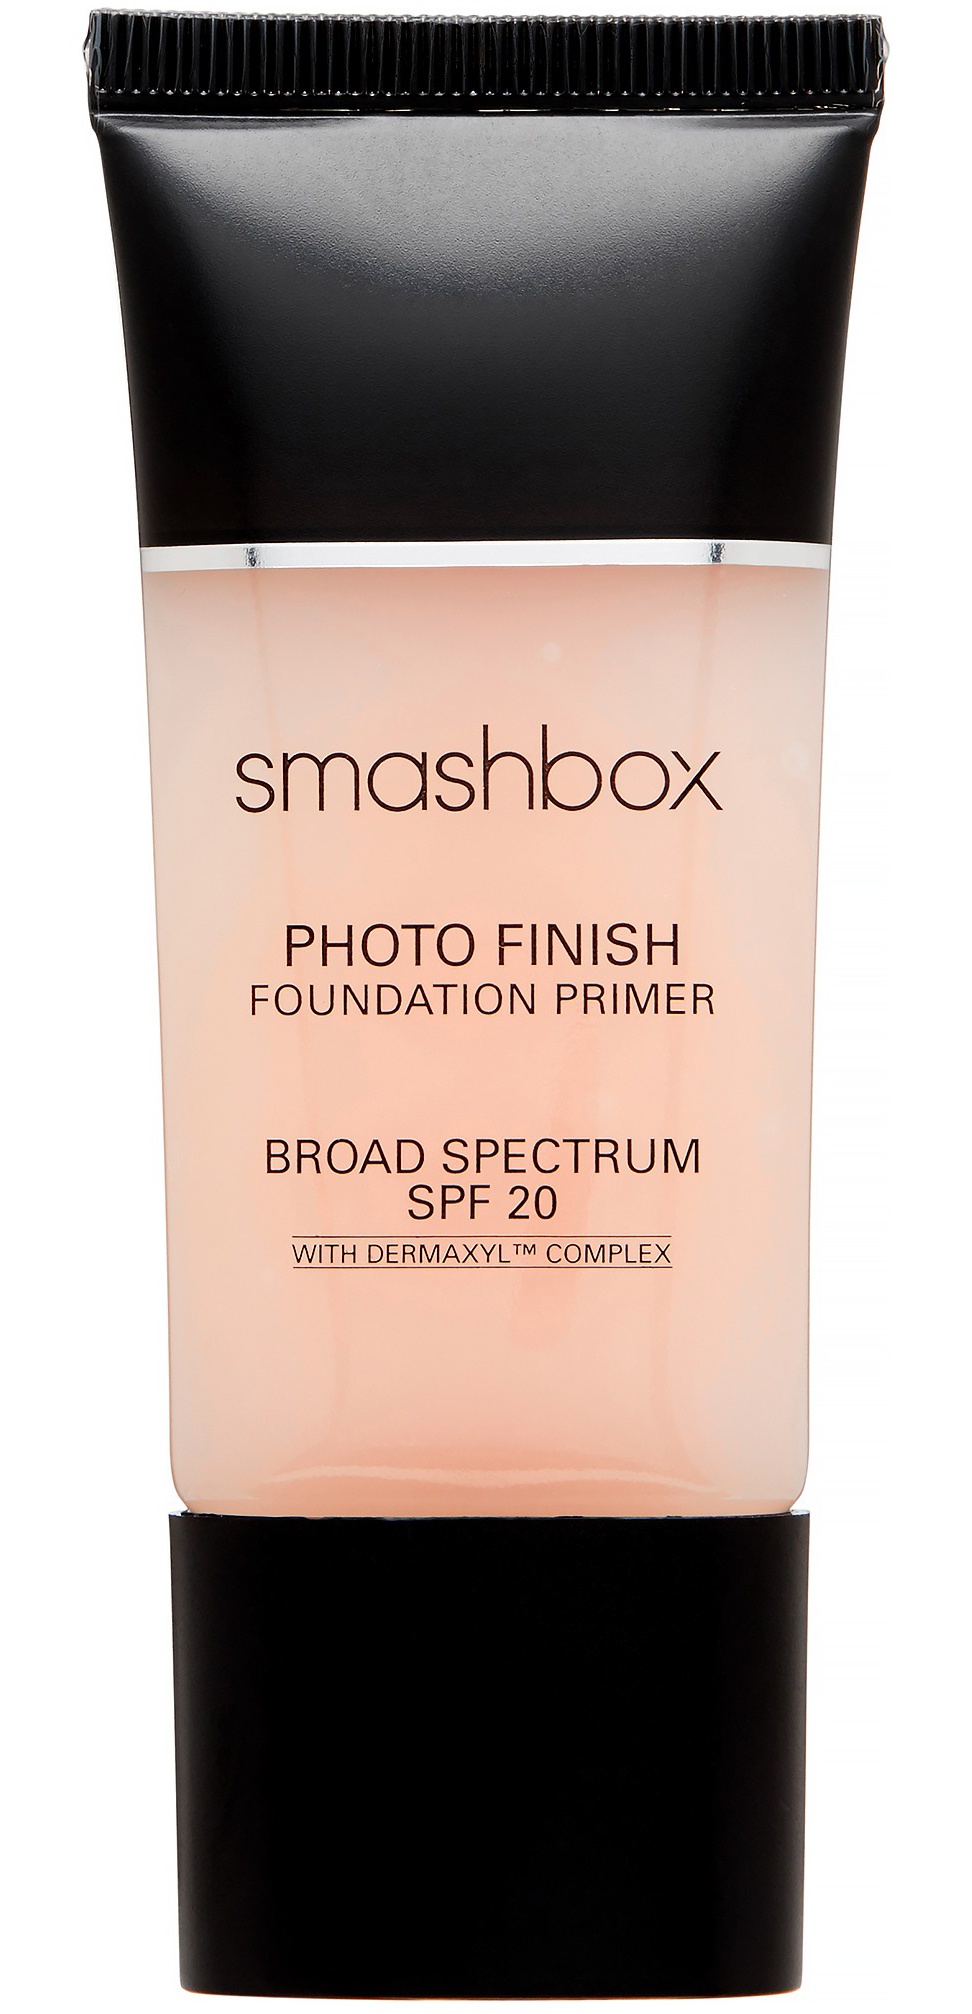 smashbox
PHOTO FINISH
FOUNDATION PRIMER
BROAD SPECTRUM
SPF 20
WITH DERMAXYL™ COMPLEX